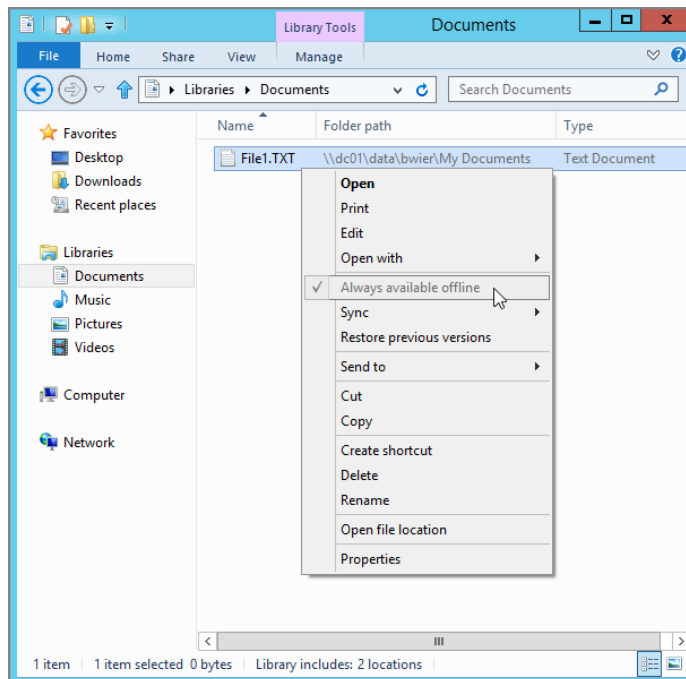 Library Tools
Documents
File
Home
Share
View
Manage
Libraries
Documents
Search Documents
Favorites
Desktop
Downloads
Recent places
Libraries
Documents
Music
Pictures
Videos
Computer
Network
Name
Folder path
Type
File1.TXT
\\dc01\data\bwier\My Documents
Text Document
Open
Print
Edit
Open with
Always available offline
Sync
Restore previous versions
Send to
Cut
Copy
Create shortcut
Delete
Rename
Open file location
Properties
1 item
1 item selected 0 bytes
Library includes: 2 locations